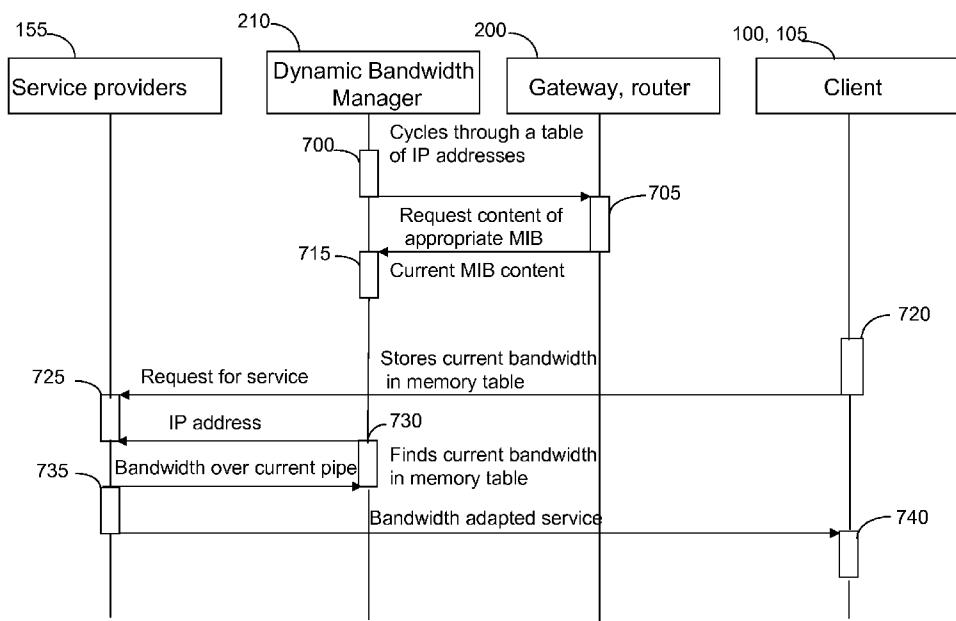 155
210
200
100, 105
Service providers
Dynamic Bandwidth
Manager
Gateway, router
Client
700
Cycles through a table
of IP addresses
705
Request content of
appropriate MIB
715
Current MIB content
720
Stores current bandwidth
in memory table
725
Request for service
IP address
730
Finds current bandwidth
in memory table
735
Bandwidth over current pipe
Bandwidth adapted service
740